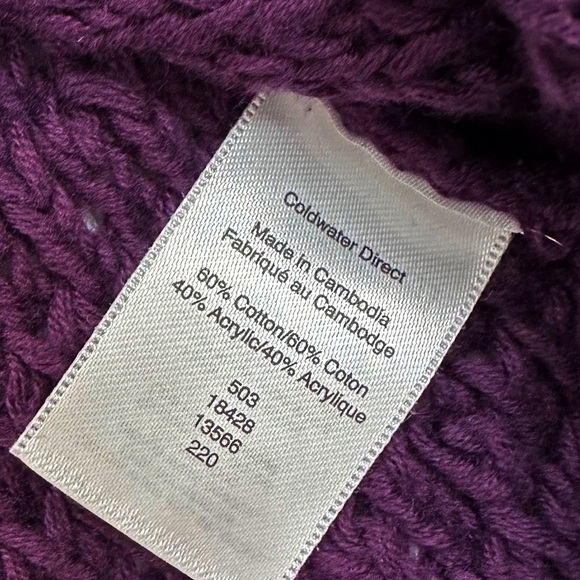 Coldwater Direct
Made in Cambodia
Fabriqué au Cambodge
60% Cotton/60% Coton
40% Acrylic/40% Acrylique
503
18428
13566
220